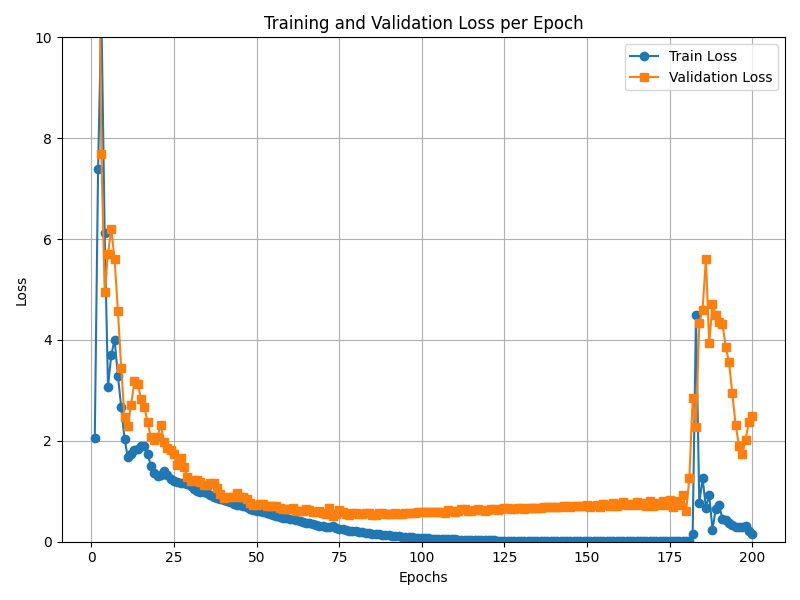 Training and Validation Loss per Epoch
Train Loss
Validation Loss
Loss
10
8
6
4
2
0
0 25 50 75 100 125 150 175 200
Epochs